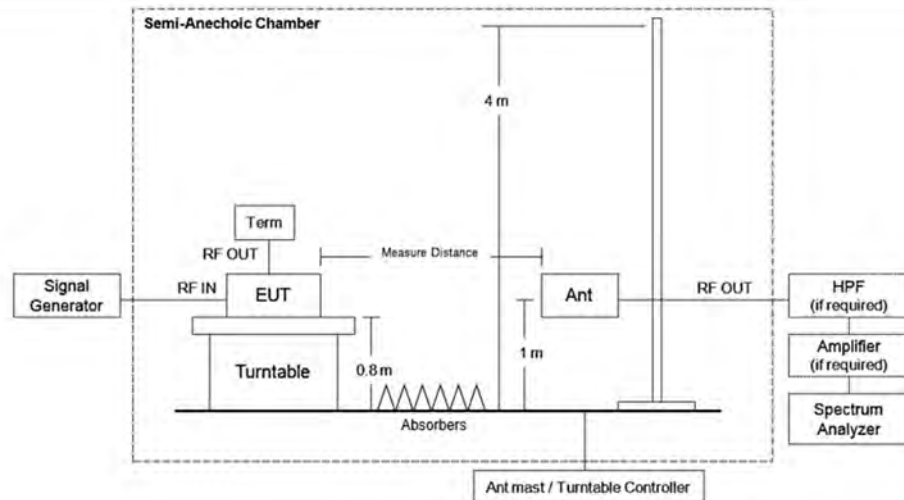 Semi-Anechoic Chamber
4 m
Term
RF OUT
Measure Distance
Signal
Generator
RF IN
EUT
Ant
RF OUT
HPF
(if required)
Turntable
0.8 m
1 m
Amplifier
(if required)
Absorbers
Spectrum
Analyzer
Ant mast / Turntable Controller